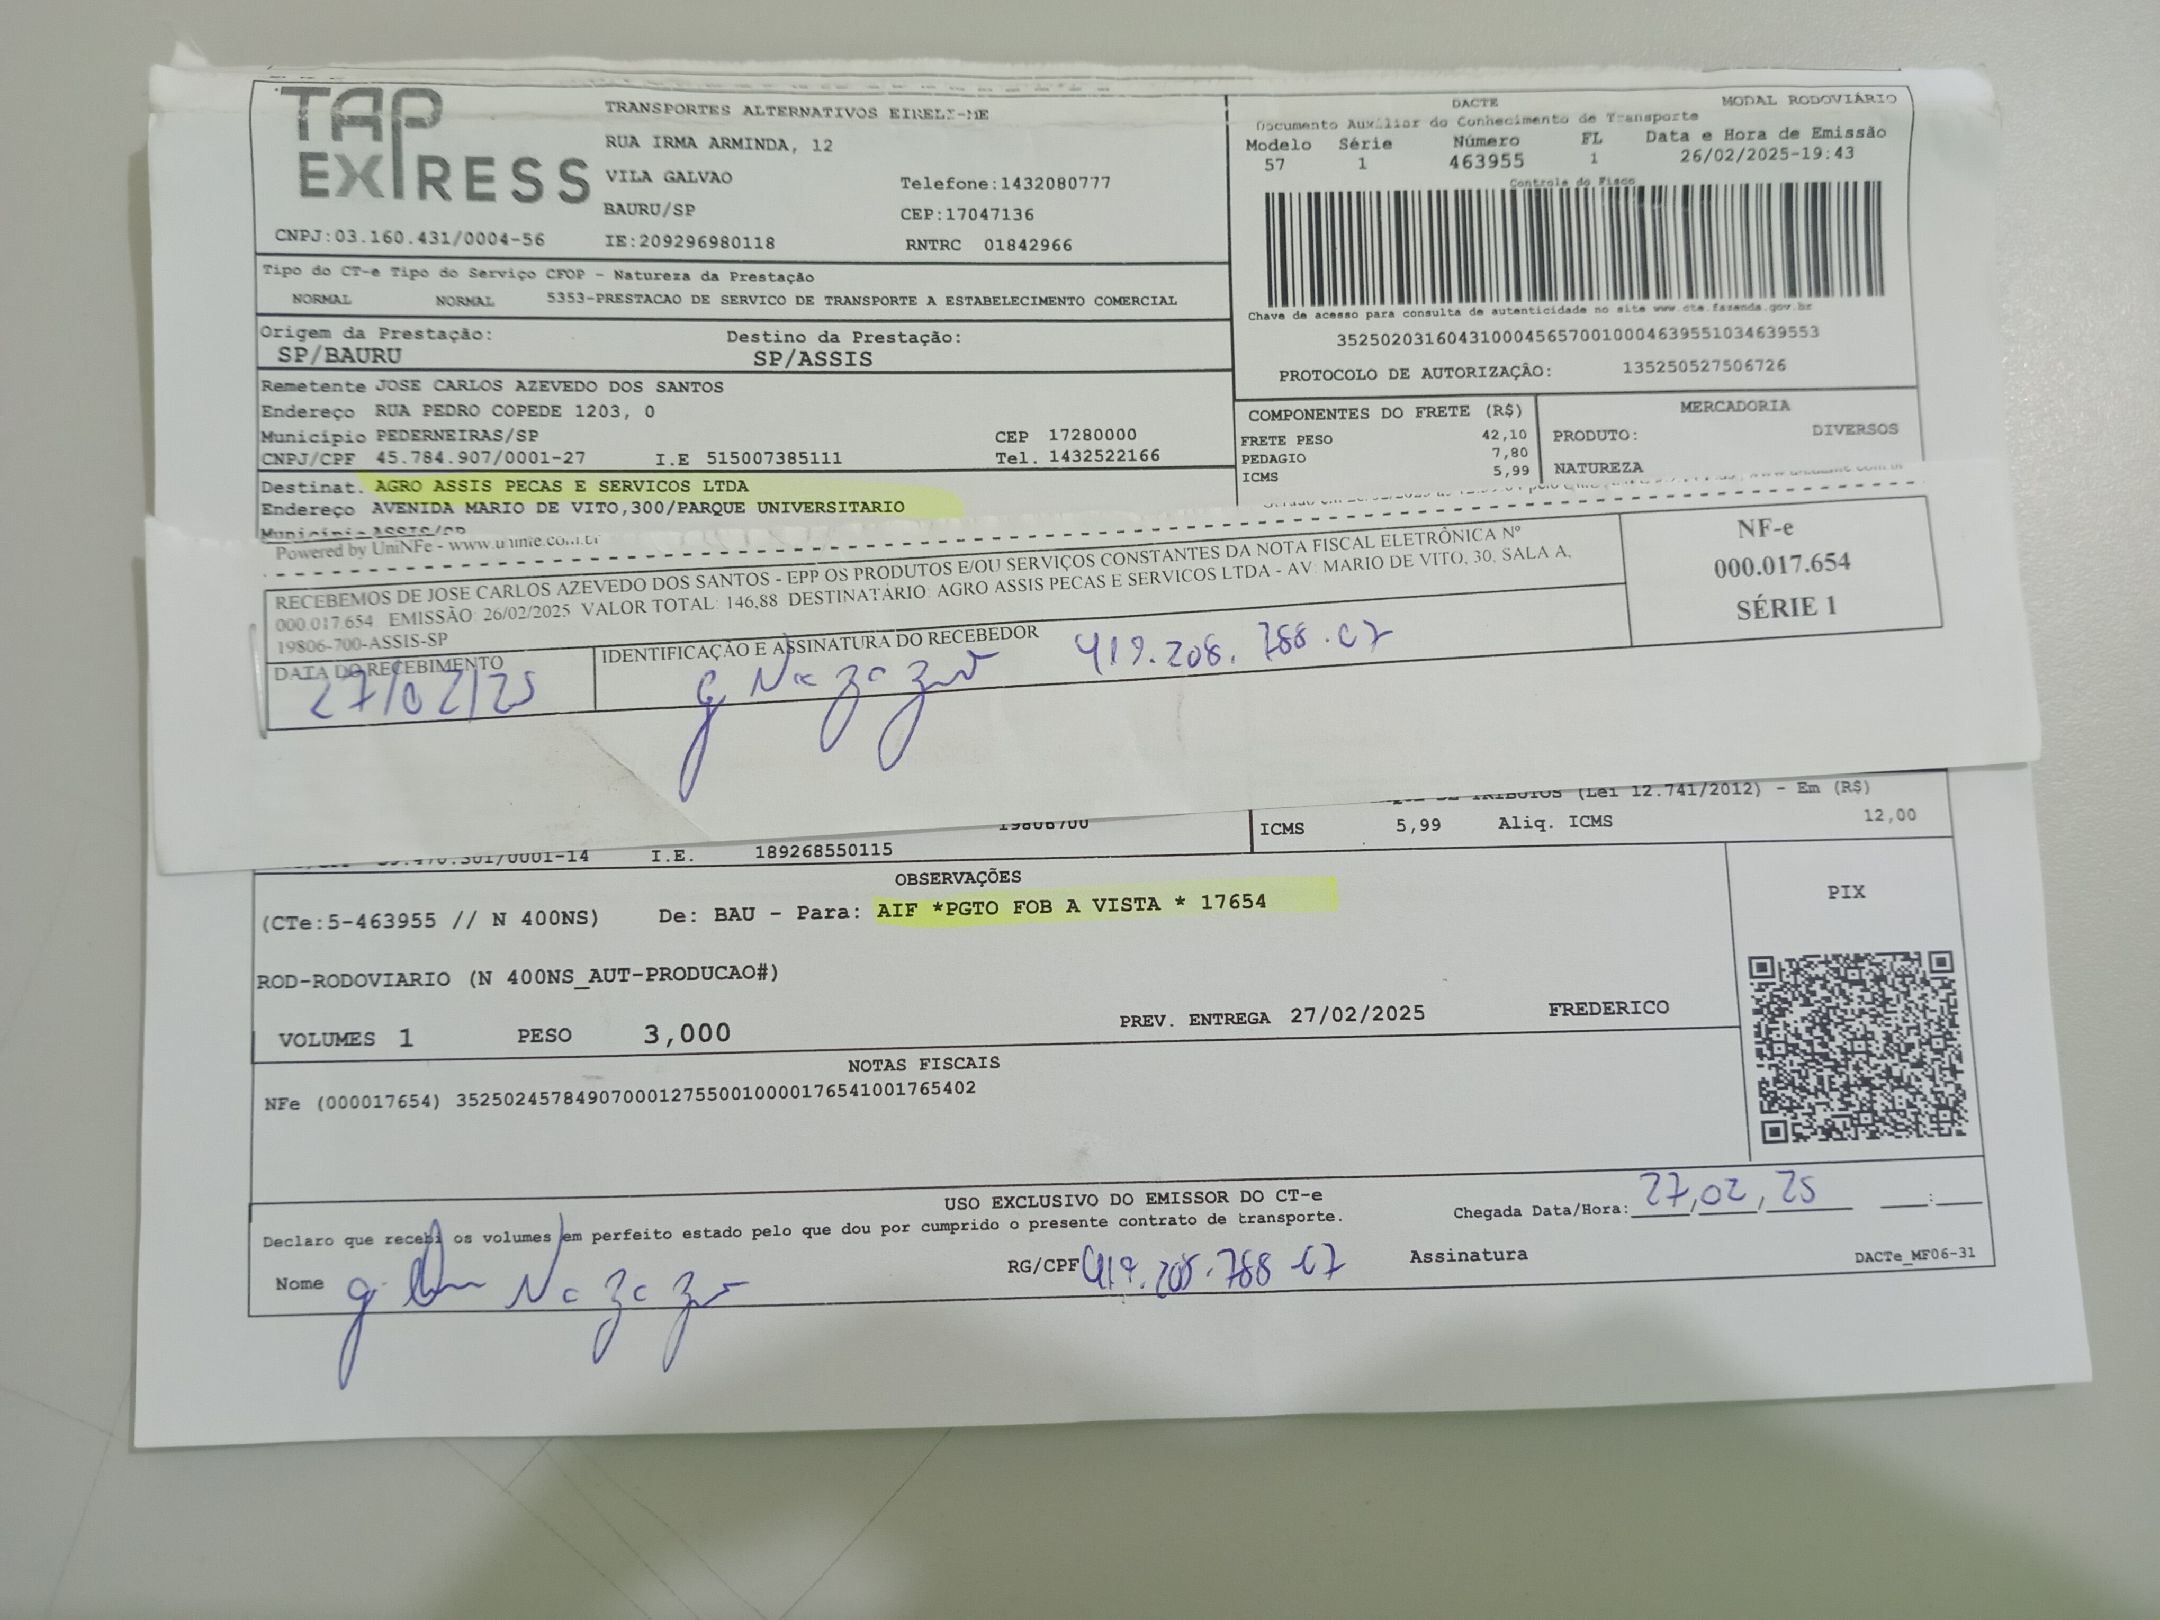 TAP
EXPRESS
TRANSPORTES ALTERNATIVOS EIRELI-ME
RUA IRMA ARMINDA, 12
VILA GALVAO Telefone:1432080777
BAURU/SP CEP:17047136
CNPJ:03.160.431/0004-56 IE:209296980118 RNTRC 01842966
DACTE MODAL RODOVIÁRIO
Documento Auxiliar do Conhecimento de Transporte
Modelo Série Número FL Data e Hora de Emissão
57 1 463955 1 26/02/2025-19:43
Controle do Fisco
Chave de acesso para consulta de autenticidade no site www.cte.fazenda.gov.br
35250203160431000456570010004639551034639553
PROTOCOLO DE AUTORIZAÇÃO: 135250527506726
Tipo do CT-e Tipo do Serviço CFOP - Natureza da Prestação
NORMAL NORMAL 5353-PRESTACAO DE SERVICO DE TRANSPORTE A ESTABELECIMENTO COMERCIAL
Origem da Prestação: Destino da Prestação:
SP/BAURU SP/ASSIS
Remetente JOSE CARLOS AZEVEDO DOS SANTOS
Endereço RUA PEDRO COPEDE 1203, 0
Município PEDERNEIRAS/SP CEP 17280000
CNPJ/CPF 45.784.907/0001-27 I.E 515007385111 Tel. 1432522166
COMPONENTES DO FRETE (R$) MERCADORIA
FRETE PESO 42,10 PRODUTO: DIVERSOS
PEDAGIO 7,80
ICMS 5,99 NATUREZA
Destinat. AGRO ASSIS PECAS E SERVICOS LTDA
Endereço AVENIDA MARIO DE VITO,300/PARQUE UNIVERSITARIO
Município ASSIS/SP
Powered by UniNFe - www.uninfe.com.br
RECEBEMOS DE JOSE CARLOS AZEVEDO DOS SANTOS - EPP OS PRODUTOS E/OU SERVIÇOS CONSTANTES DA NOTA FISCAL ELETRÔNICA Nº
000.017.654 EMISSÃO: 26/02/2025 VALOR TOTAL: 146,88 DESTINATÁRIO: AGRO ASSIS PECAS E SERVICOS LTDA - AV: MARIO DE VITO, 30, SALA A,
19806-700-ASSIS-SP
NF-e
000.017.654
SÉRIE 1
DATA DO RECEBIMENTO IDENTIFICAÇÃO E ASSINATURA DO RECEBEDOR
27/02/25 419.208.788.67
TRIBUTOS (Lei 12.741/2012) - Em (R$)
19806700 ICMS 5,99 Aliq. ICMS 12,00
/0001-14 I.E. 189268550115
OBSERVAÇÕES
(CTe:5-463955 // N 400NS) De: BAU - Para: AIF *PGTO FOB A VISTA * 17654
PIX
ROD-RODOVIARIO (N 400NS_AUT-PRODUCAO#)
VOLUMES 1 PESO 3,000 PREV. ENTREGA 27/02/2025 FREDERICO
NOTAS FISCAIS
NFe (000017654) 35250245784907000127550010000176541001765402
USO EXCLUSIVO DO EMISSOR DO CT-e
Declaro que recebi os volumes em perfeito estado pelo que dou por cumprido o presente contrato de transporte. Chegada Data/Hora: 27,02,25 :
Nome RG/CPF 419.208.788-67 Assinatura DACTe_MF06-31